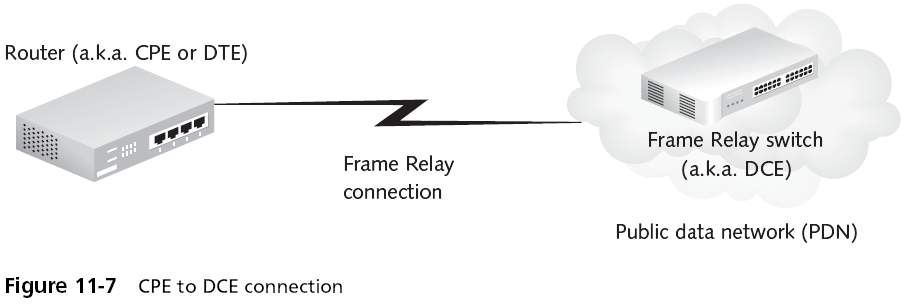 Router (a.k.a. CPE or DTE)
Frame Relay
connection
Frame Relay switch
(a.k.a. DCE)
Public data network (PDN)
Figure 11-7 CPE to DCE connection